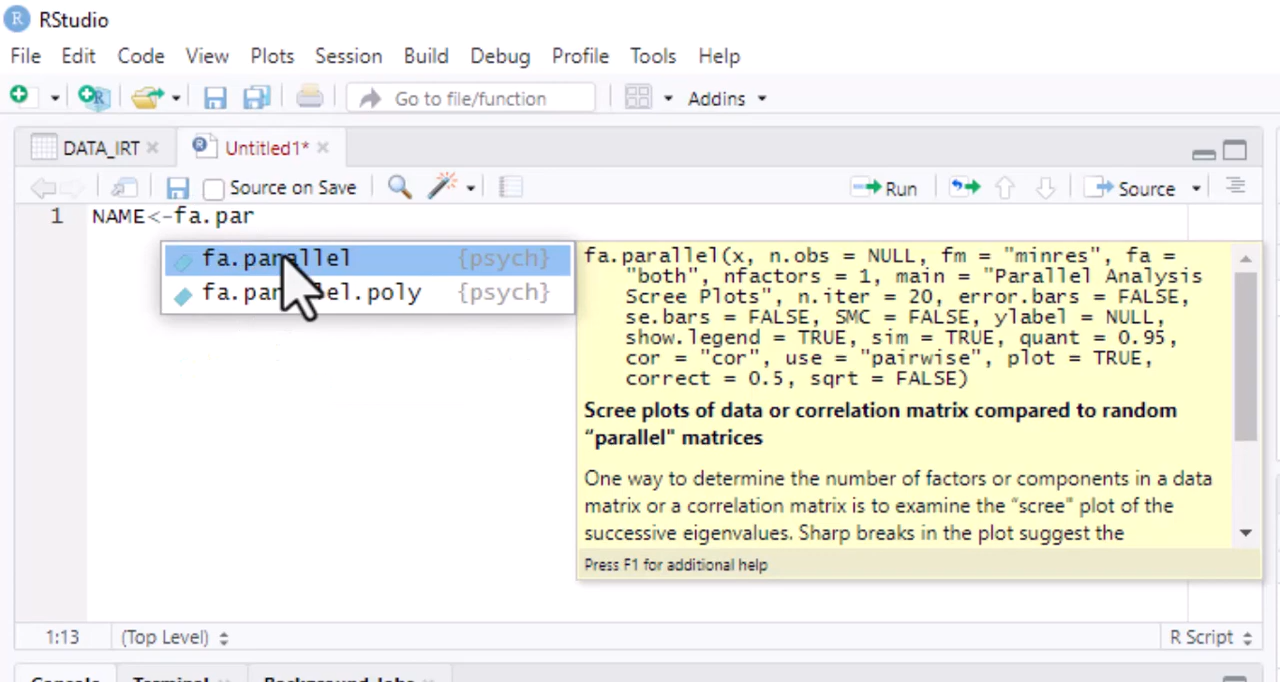 RStudio
File Edit Code View Plots Session Build Debug Profile Tools Help
Go to file/function Addins
DATA_IRT Untitled1*
Source on Save Run Source
1 NAME<-fa.par
fa.parallel {psych}
{psych}
fa.parallel(x, n.obs = NULL, fm = "minres", fa =
"both", nfactors = 1, main = "Parallel Analysis
Scree Plots", n.iter = 20, error.bars = FALSE,
se.bars = FALSE, SMC = FALSE, ylabel = NULL,
show.legend = TRUE, sim = TRUE, quant = 0.95,
cor = "cor", use = "pairwise", plot = TRUE,
correct = 0.5, sqrt = FALSE)
Scree plots of data or correlation matrix compared to random
“parallel" matrices
One way to determine the number of factors or components in a data
matrix or a correlation matrix is to examine the “scree" plot of the
successive eigenvalues. Sharp breaks in the plot suggest the
Press F1 for additional help
1:13 (Top Level) R Script
Console Terminal Background Jobs